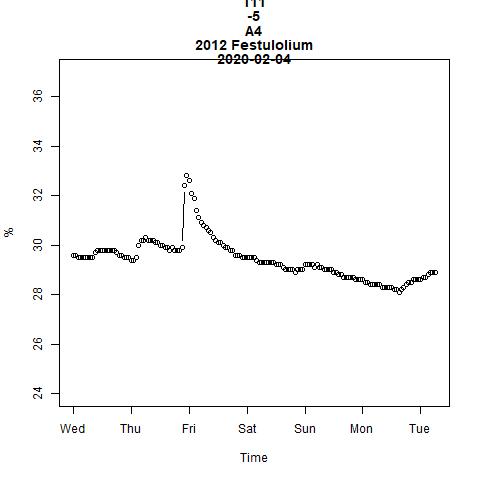 T11
-5
A4
2012 Festulolium
2020-02-04
%
36
34
32
30
28
26
24
Wed Thu Fri Sat Sun Mon Tue
Time